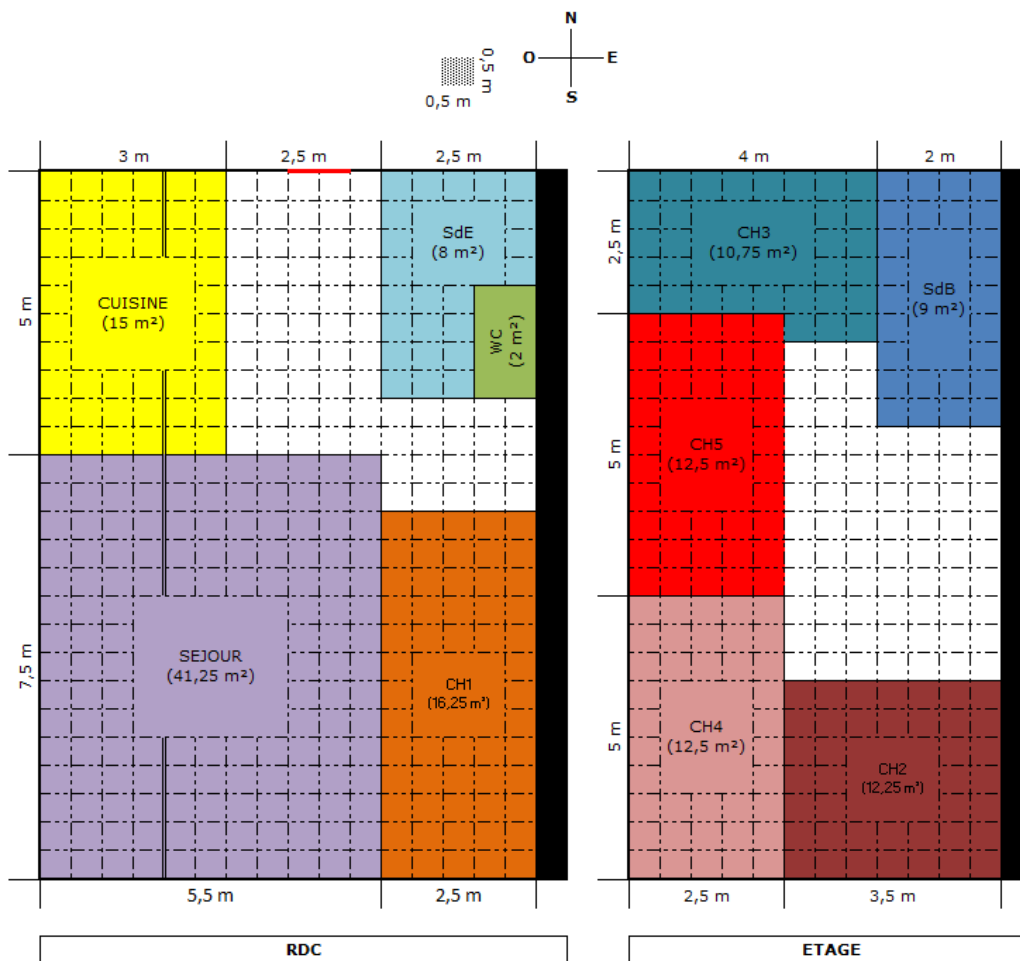 N
O E
S
0,5 m
0,5 m
3 m 2,5 m 2,5 m
5 m
7,5 m
CUISINE
(15 m²)
SdE
(8 m²)
WC
(2 m²)
SEJOUR
(41,25 m²)
CH1
(16,25 m²)
5,5 m 2,5 m
RDC
4 m 2 m
2,5 m
5 m
5 m
CH3
(10,75 m²)
SdB
(9 m²)
CH5
(12,5 m²)
CH4
(12,5 m²)
CH2
(12,25 m²)
2,5 m 3,5 m
ETAGE